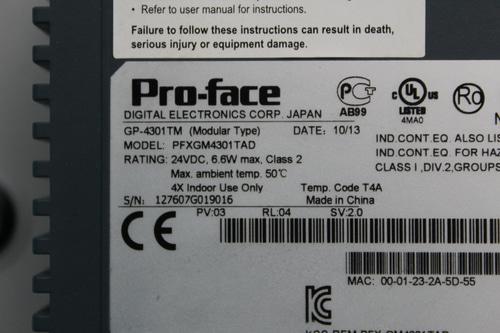 • Refer to user manual for instructions.
Failure to follow these instructions can result in death,
serious injury or equipment damage.
Pro-face
DIGITAL ELECTRONICS CORP. JAPAN
GP-4301TM (Modular Type) DATE: 10/13
MODEL: PFXGM4301TAD
RATING: 24VDC, 6.6W max, Class 2
Max. ambient temp. 50°C
4X Indoor Use Only Temp. Code T4A
S/N: 127607G019016 Made in China
PV:03 RL:04 SV:2.0
CE
PCT
AB99
C UL US
LISTED
4MA0
IND.CONT.EQ. ALSO LIS
IND.CONT.EQ. FOR HAZ
CLASS I ,DIV.2,GROUPS
MAC: 00-01-23-2A-5D-55